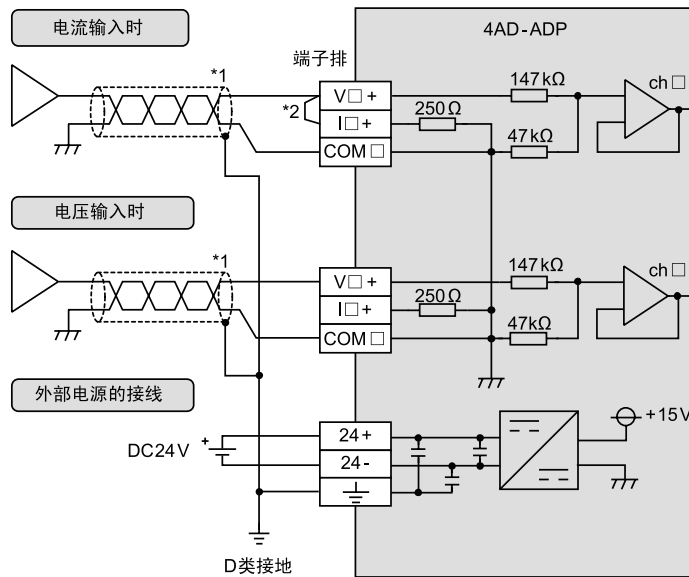 电流输入时
4AD-ADP
端子排
*1
V□+
147kΩ
ch□
*2
I□+
250Ω
COM□
47kΩ
电压输入时
*1
V□+
147kΩ
ch□
I□+
250Ω
COM□
47kΩ
外部电源的接线
+15V
DC24V
+
24+
24-
D类接地